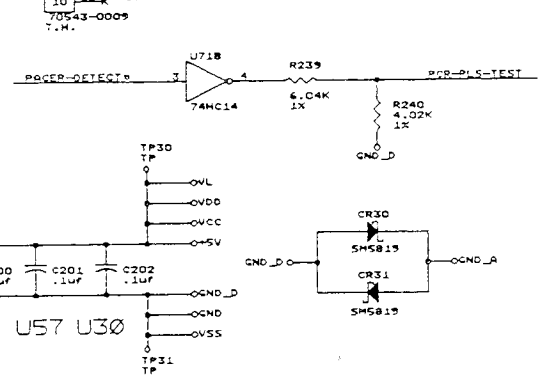 10
70543-0009
T.H.
U71B
R239
PACER-DETECT*
3
4
PCR-PLS-TEST
74HC14
6.04K
1%
R240
4.02K
1%
GND_D
TP30
TP
VL
VDD
VCC
+5V
CR30
SM5819
GND_D
GND_A
C201
.1uf
C202
.1uf
CR31
SM5819
GND_D
GND
VSS
U57 U30
TP31
TP